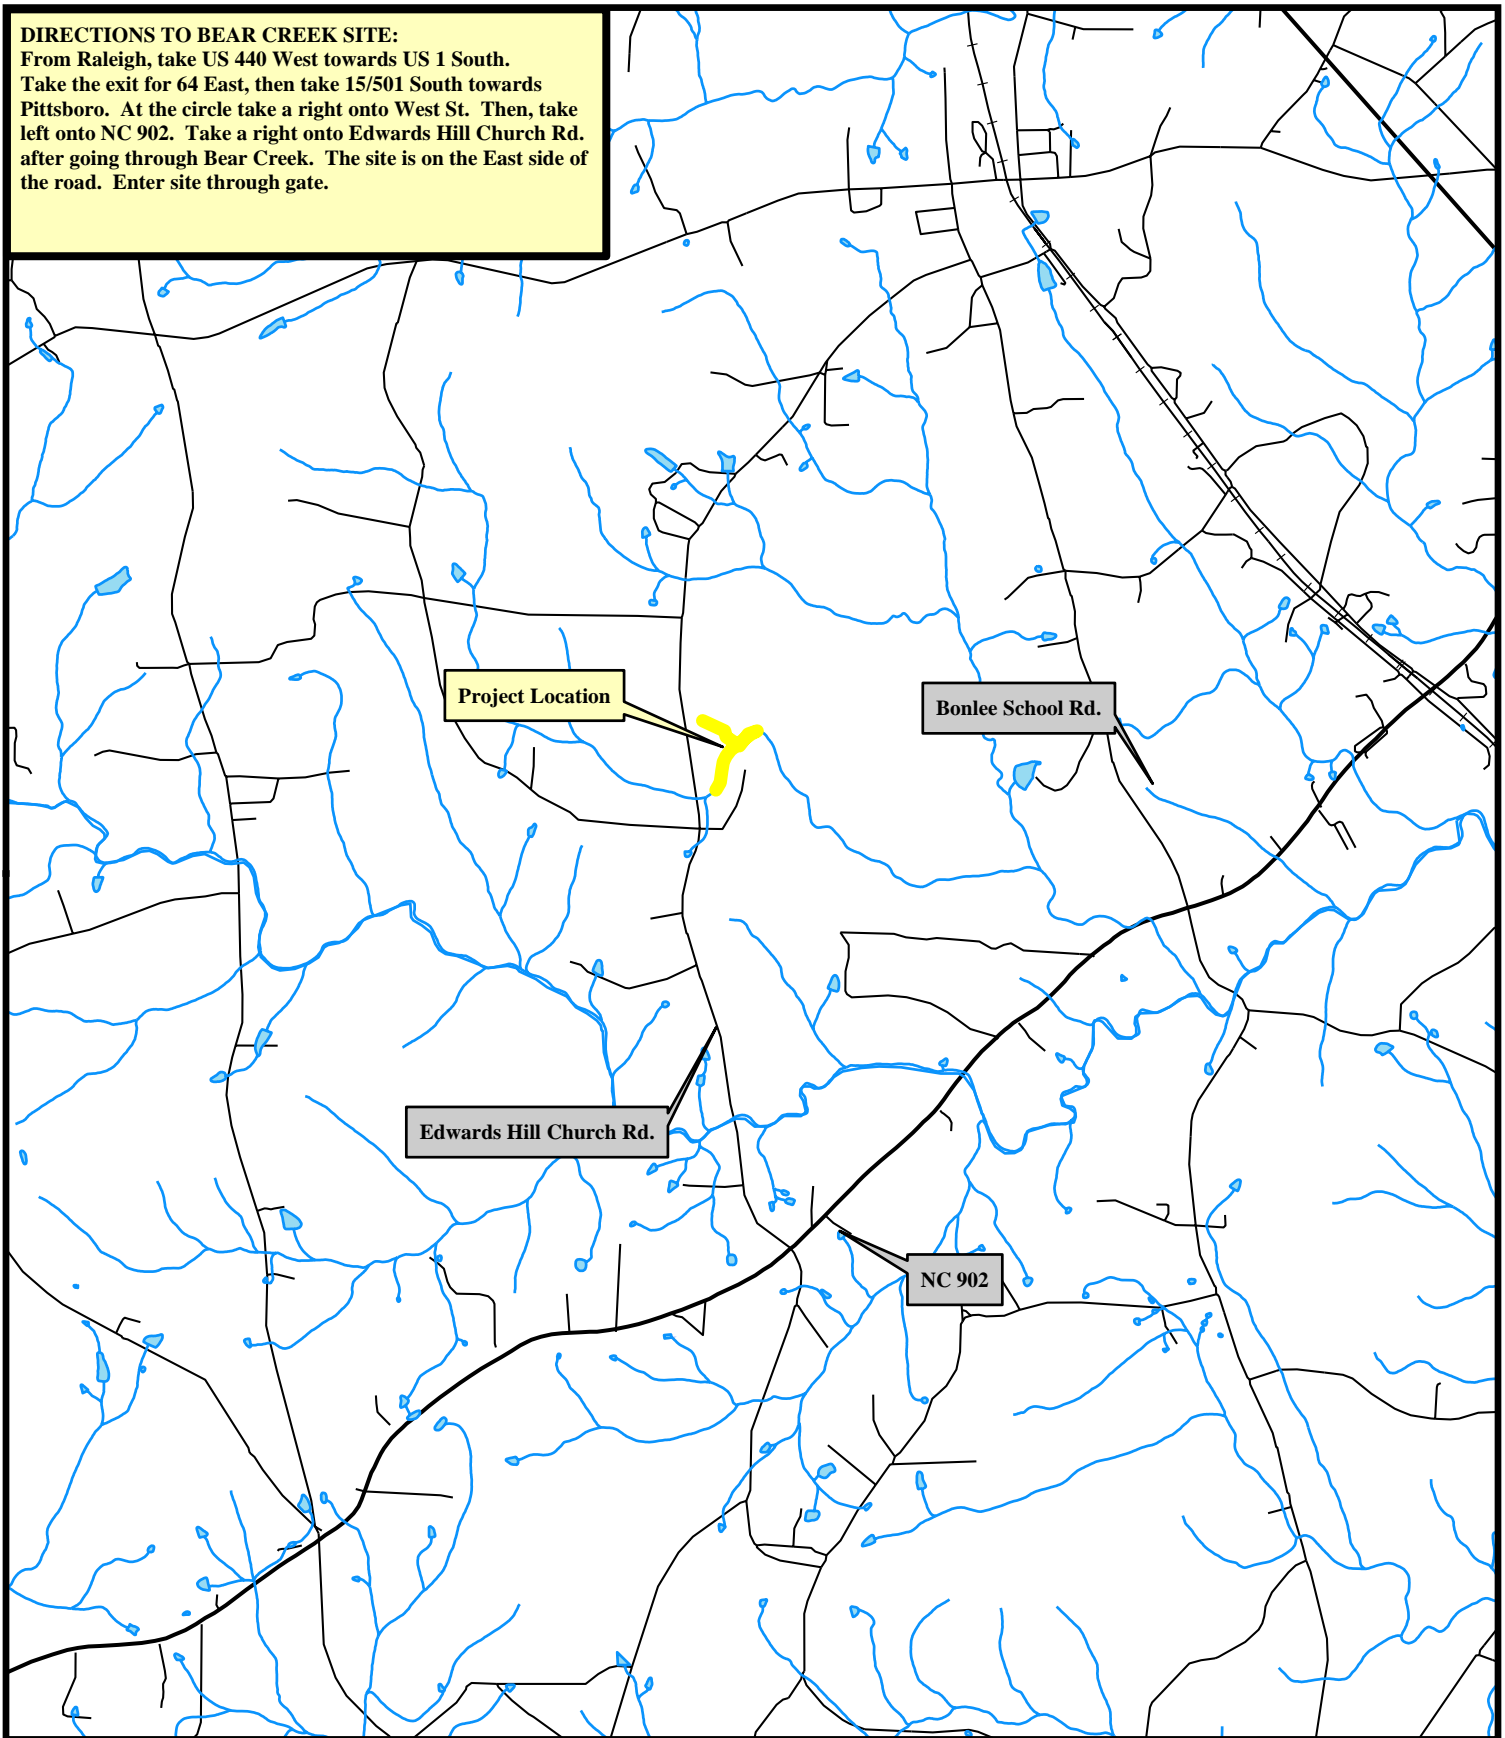 DIRECTIONS TO BEAR CREEK SITE:
From Raleigh, take US 440 West towards US 1 South.
Take the exit for 64 East, then take 15/501 South towards
Pittsboro. At the circle take a right onto West St. Then, take
left onto NC 902. Take a right onto Edwards Hill Church Rd.
after going through Bear Creek. The site is on the East side of
the road. Enter site through gate.
Project Location
Bonlee School Rd.
Edwards Hill Church Rd.
NC 902